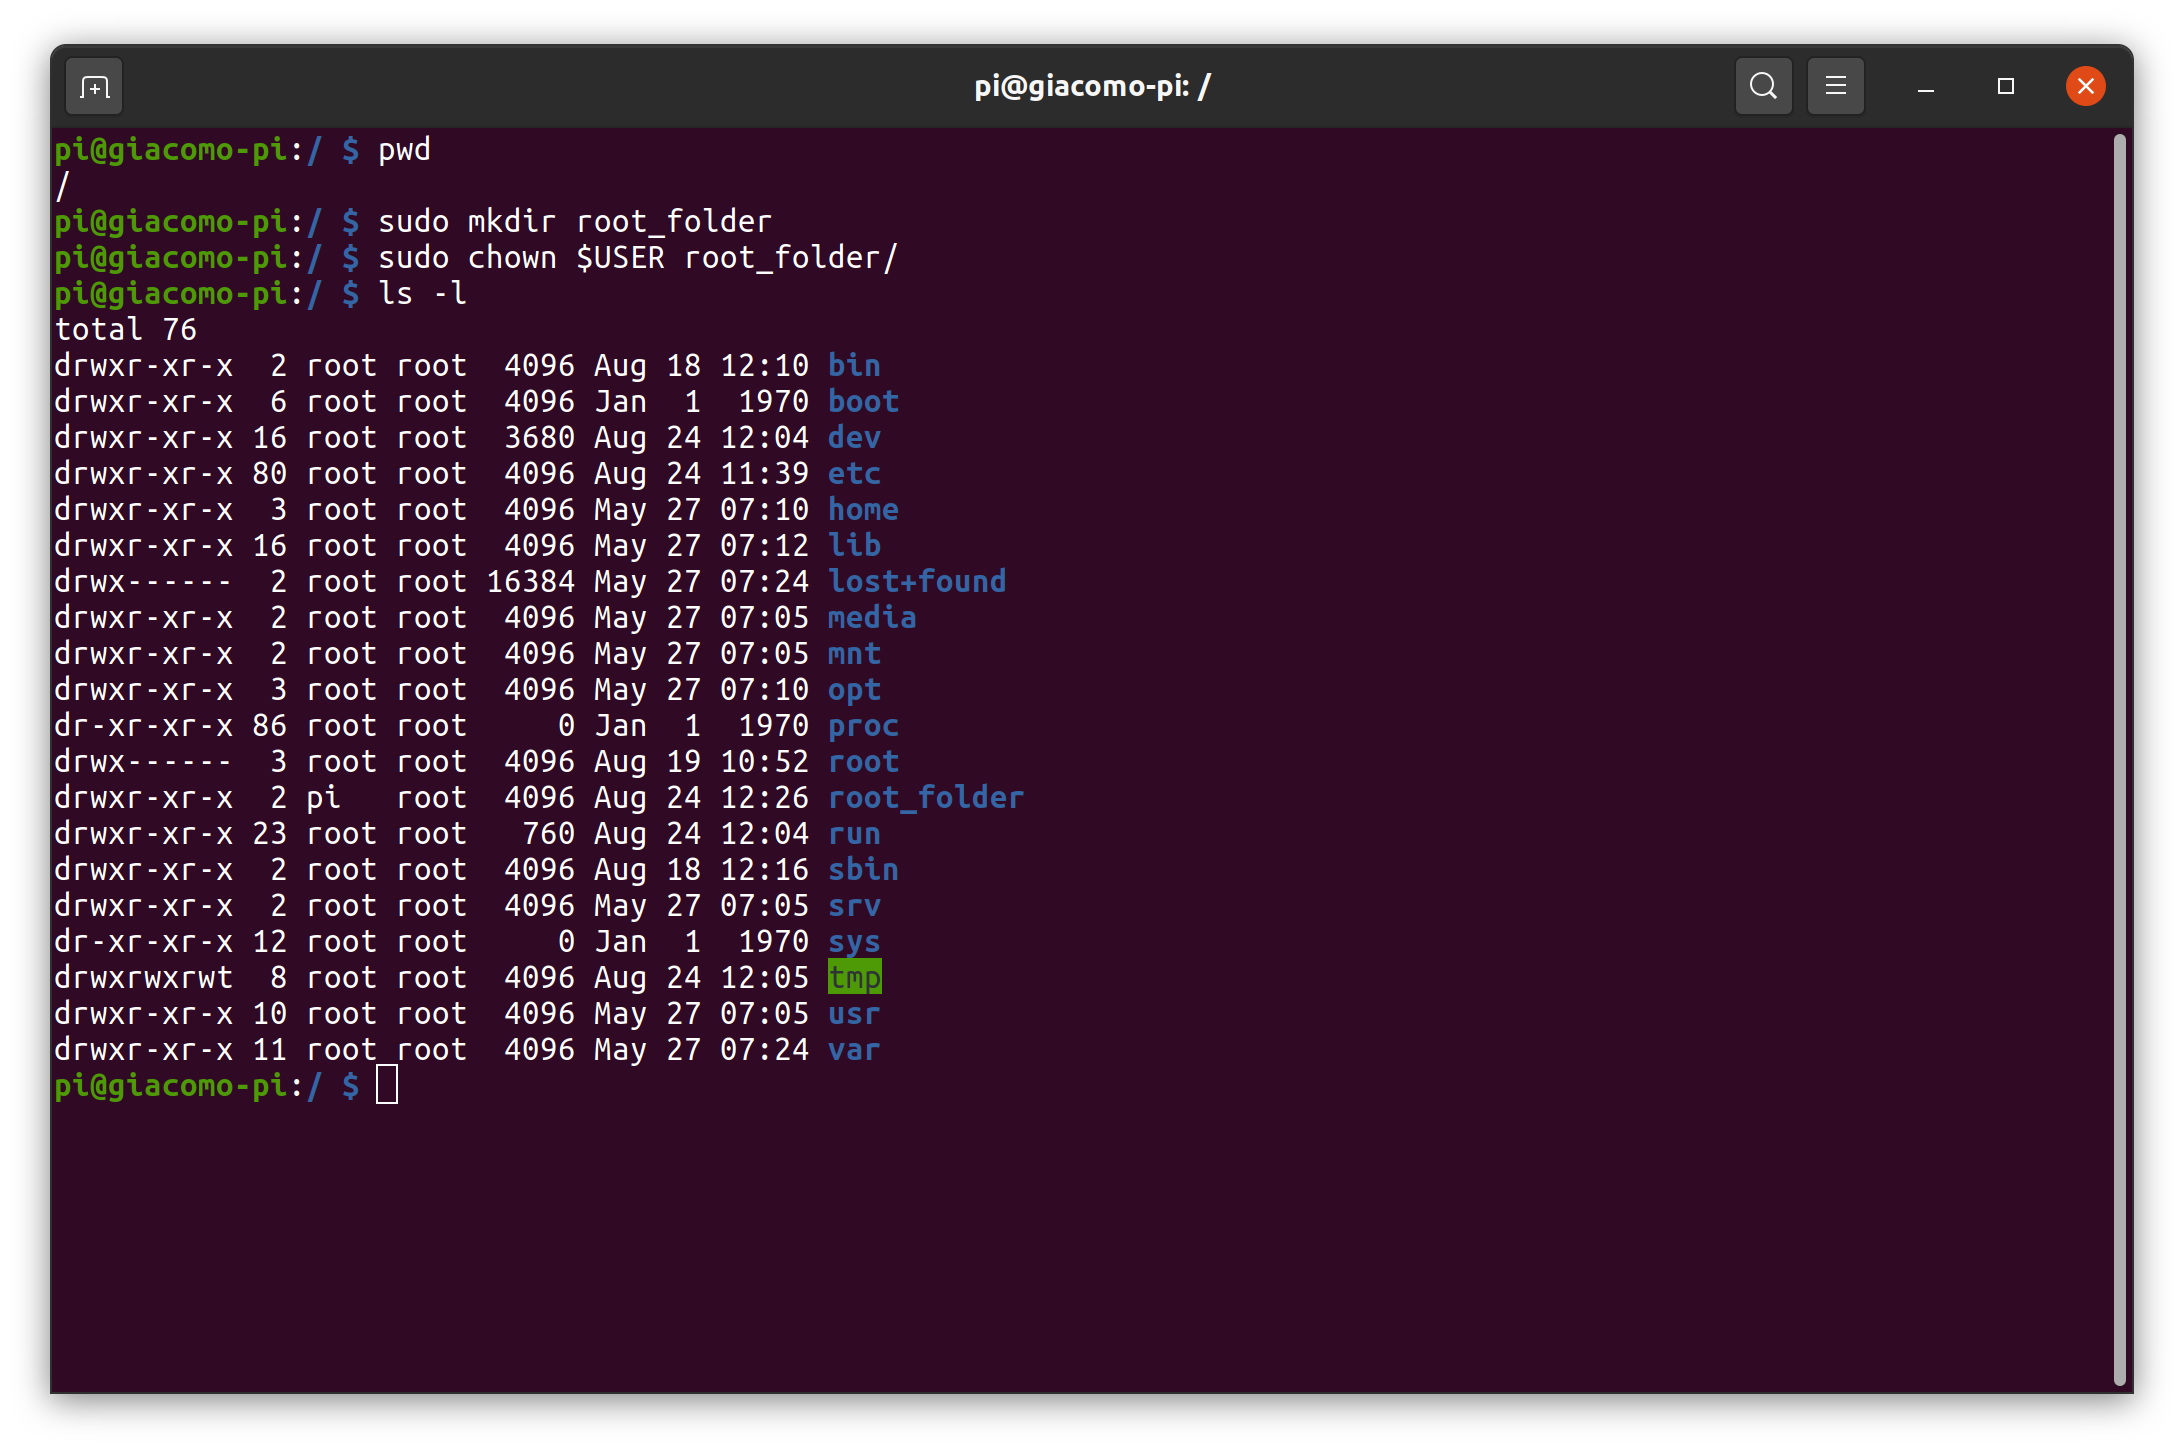 pi@giacomo-pi: /
pi@giacomo-pi:/ $ pwd
/
pi@giacomo-pi:/ $ sudo mkdir root_folder
pi@giacomo-pi:/ $ sudo chown $USER root_folder/
pi@giacomo-pi:/ $ ls -l
total 76
drwxr-xr-x  2 root root  4096 Aug 18 12:10 bin
drwxr-xr-x  6 root root  4096 Jan  1  1970 boot
drwxr-xr-x 16 root root  3680 Aug 24 12:04 dev
drwxr-xr-x 80 root root  4096 Aug 24 11:39 etc
drwxr-xr-x  3 root root  4096 May 27 07:10 home
drwxr-xr-x 16 root root  4096 May 27 07:12 lib
drwx------  2 root root 16384 May 27 07:24 lost+found
drwxr-xr-x  2 root root  4096 May 27 07:05 media
drwxr-xr-x  2 root root  4096 May 27 07:05 mnt
drwxr-xr-x  3 root root  4096 May 27 07:10 opt
dr-xr-xr-x 86 root root     0 Jan  1  1970 proc
drwx------  3 root root  4096 Aug 19 10:52 root
drwxr-xr-x  2 pi   root  4096 Aug 24 12:26 root_folder
drwxr-xr-x 23 root root   760 Aug 24 12:04 run
drwxr-xr-x  2 root root  4096 Aug 18 12:16 sbin
drwxr-xr-x  2 root root  4096 May 27 07:05 srv
dr-xr-xr-x 12 root root     0 Jan  1  1970 sys
drwxrwxrwt  8 root root  4096 Aug 24 12:05 tmp
drwxr-xr-x 10 root root  4096 May 27 07:05 usr
drwxr-xr-x 11 root root  4096 May 27 07:24 var
pi@giacomo-pi:/ $